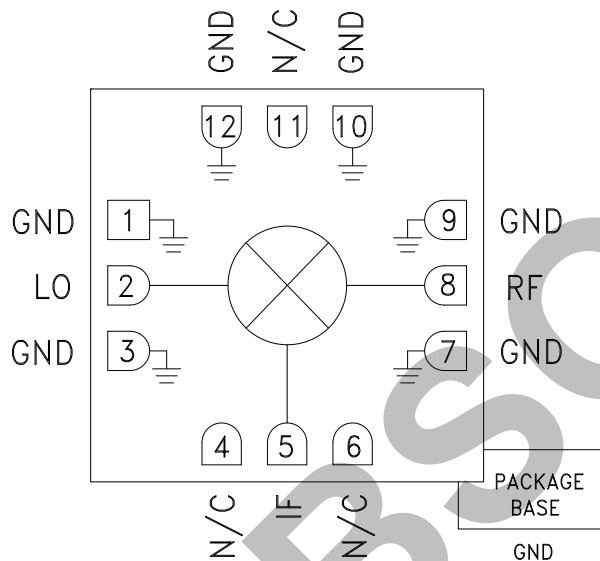 GND N/C GND
12 11 10
GND 1 9 GND
LO 2 8 RF
GND 3 7 GND
4 5 6
N/C IF N/C
PACKAGE
BASE
GND
BSO